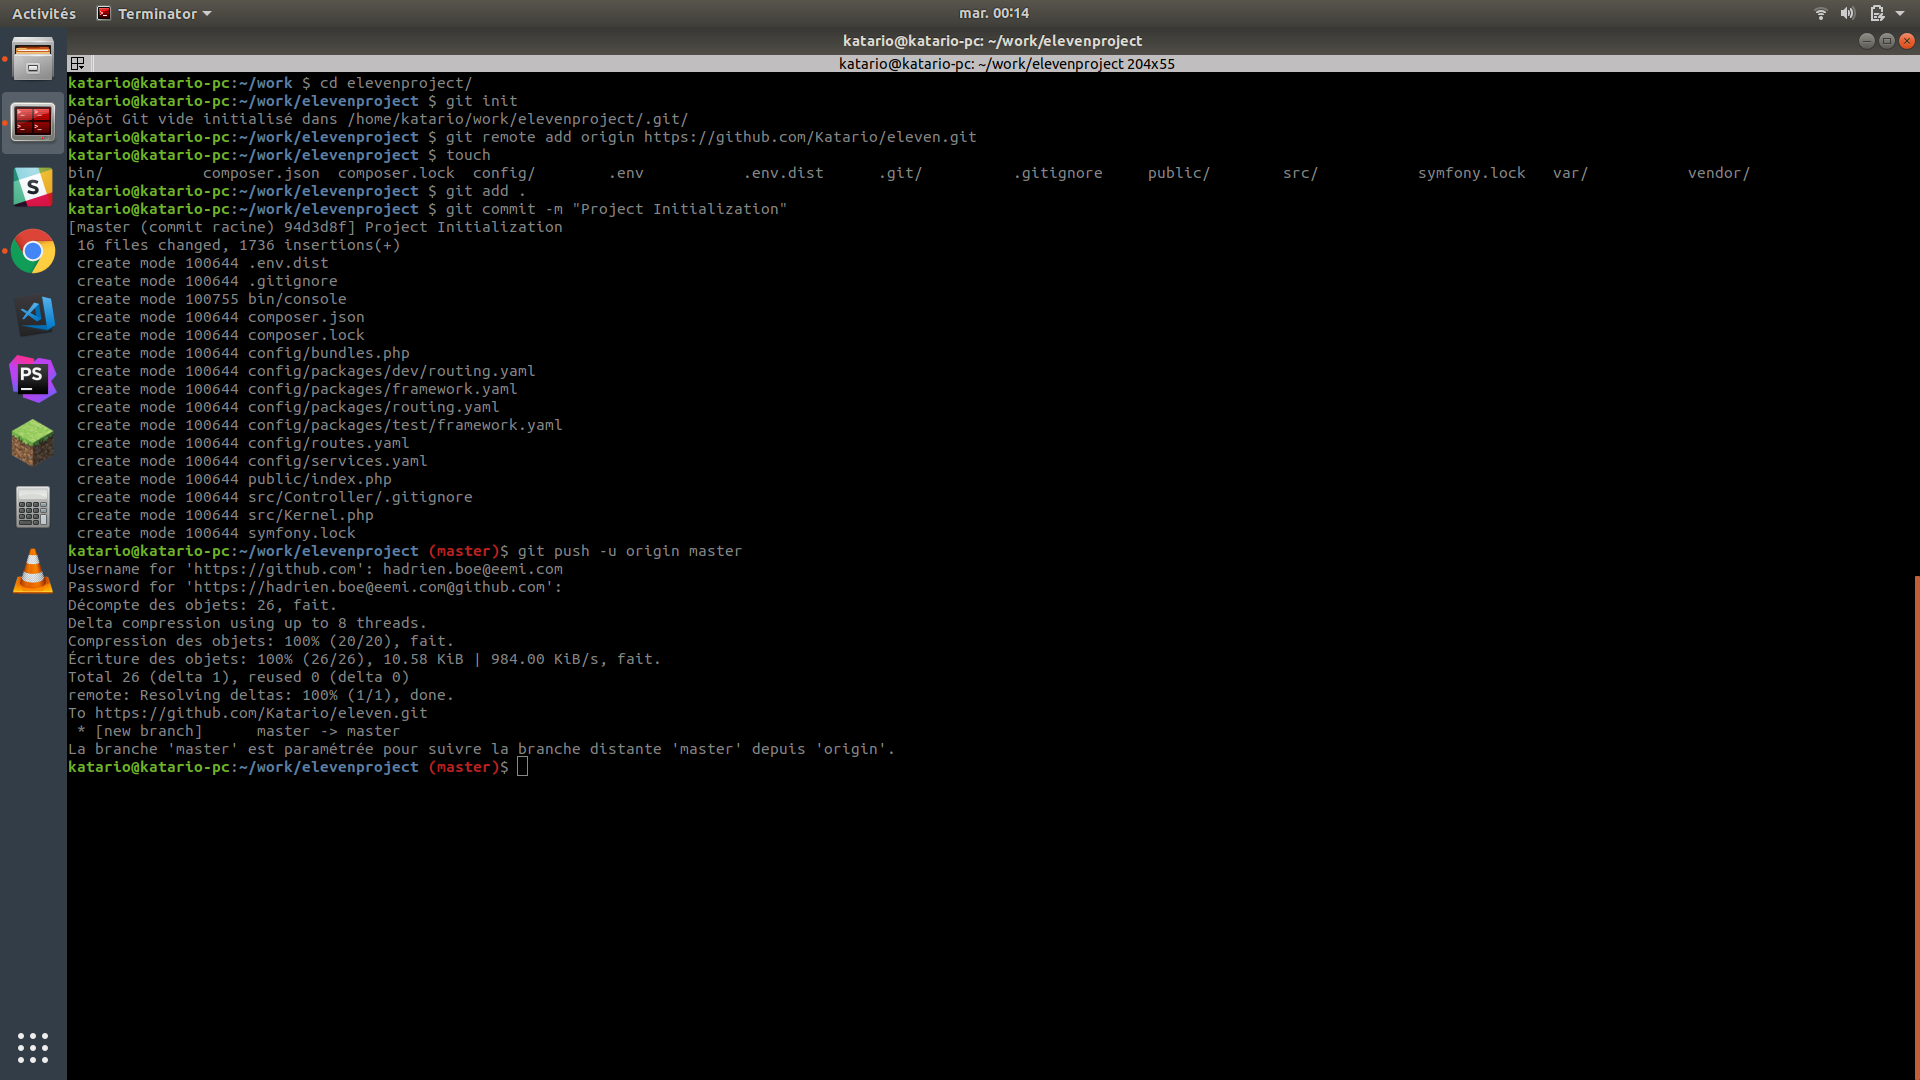 Activités Terminator mar. 00:14
katario@katario-pc: ~/work/elevenproject
katario@katario-pc: ~/work/elevenproject 204x55
katario@katario-pc:~/work $ cd elevenproject/
katario@katario-pc:~/work/elevenproject $ git init
Dépôt Git vide initialisé dans /home/katario/work/elevenproject/.git/
katario@katario-pc:~/work/elevenproject $ git remote add origin https://github.com/Katario/eleven.git
katario@katario-pc:~/work/elevenproject $ touch
bin/ composer.json composer.lock config/ .env .env.dist .git/ .gitignore public/ src/ symfony.lock var/ vendor/
katario@katario-pc:~/work/elevenproject $ git add .
katario@katario-pc:~/work/elevenproject $ git commit -m "Project Initialization"
[master (commit racine) 94d3d8f] Project Initialization
 16 files changed, 1736 insertions(+)
 create mode 100644 .env.dist
 create mode 100644 .gitignore
 create mode 100755 bin/console
 create mode 100644 composer.json
 create mode 100644 composer.lock
 create mode 100644 config/bundles.php
 create mode 100644 config/packages/dev/routing.yaml
 create mode 100644 config/packages/framework.yaml
 create mode 100644 config/packages/routing.yaml
 create mode 100644 config/packages/test/framework.yaml
 create mode 100644 config/routes.yaml
 create mode 100644 config/services.yaml
 create mode 100644 public/index.php
 create mode 100644 src/Controller/.gitignore
 create mode 100644 src/Kernel.php
 create mode 100644 symfony.lock
katario@katario-pc:~/work/elevenproject (master)$ git push -u origin master
Username for 'https://github.com': hadrien.boe@eemi.com
Password for 'https://hadrien.boe@eemi.com@github.com':
Décompte des objets: 26, fait.
Delta compression using up to 8 threads.
Compression des objets: 100% (20/20), fait.
Écriture des objets: 100% (26/26), 10.58 KiB | 984.00 KiB/s, fait.
Total 26 (delta 1), reused 0 (delta 0)
remote: Resolving deltas: 100% (1/1), done.
To https://github.com/Katario/eleven.git
 * [new branch]      master -> master
La branche 'master' est paramétrée pour suivre la branche distante 'master' depuis 'origin'.
katario@katario-pc:~/work/elevenproject (master)$
S
PS